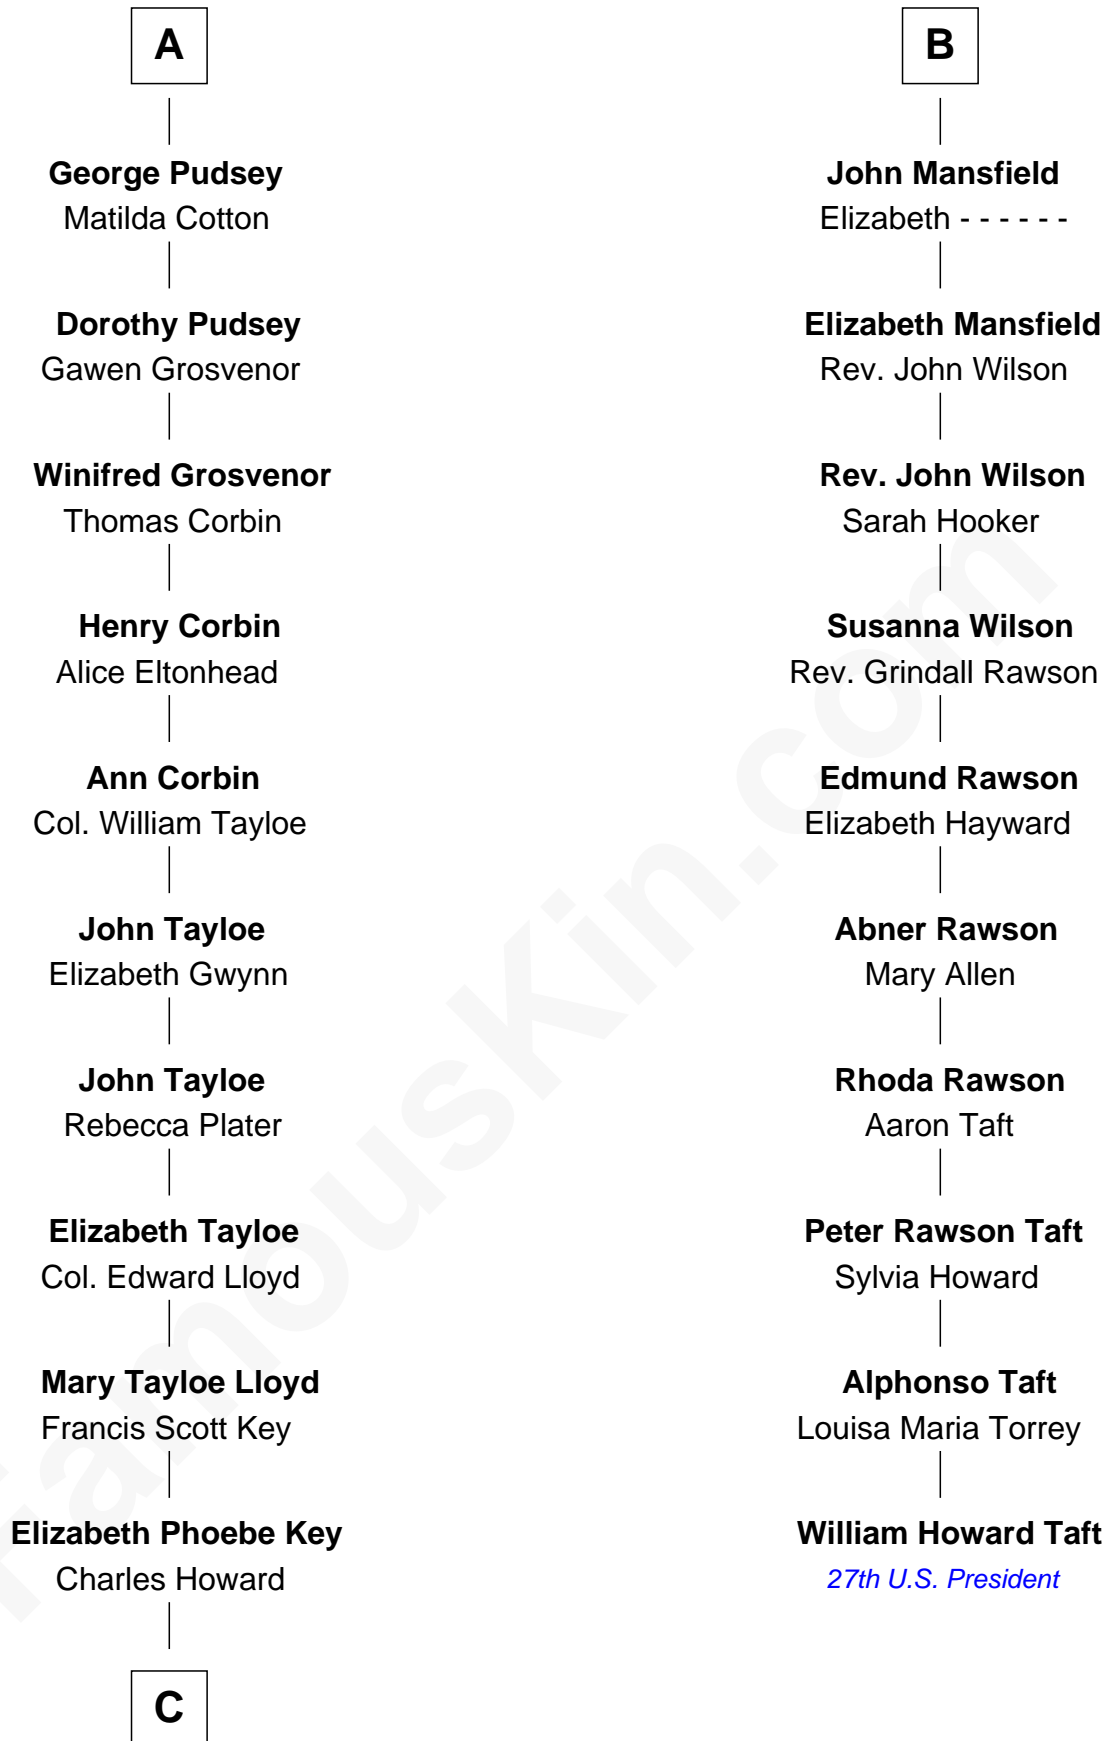 A
George Pudsey
Matilda Cotton
Dorothy Pudsey
Gawen Grosvenor
Winifred Grosvenor
Thomas Corbin
Henry Corbin
Alice Eltonhead
Ann Corbin
Col. William Tayloe
John Tayloe
Elizabeth Gwynn
John Tayloe
Rebecca Plater
Elizabeth Tayloe
Col. Edward Lloyd
Mary Tayloe Lloyd
Francis Scott Key
Elizabeth Phoebe Key
Charles Howard
C
B
John Mansfield
Elizabeth - - - - - -
Elizabeth Mansfield
Rev. John Wilson
Rev. John Wilson
Sarah Hooker
Susanna Wilson
Rev. Grindall Rawson
Edmund Rawson
Elizabeth Hayward
Abner Rawson
Mary Allen
Rhoda Rawson
Aaron Taft
Peter Rawson Taft
Sylvia Howard
Alphonso Taft
Louisa Maria Torrey
William Howard Taft
27th U.S. President
FamousKin.com